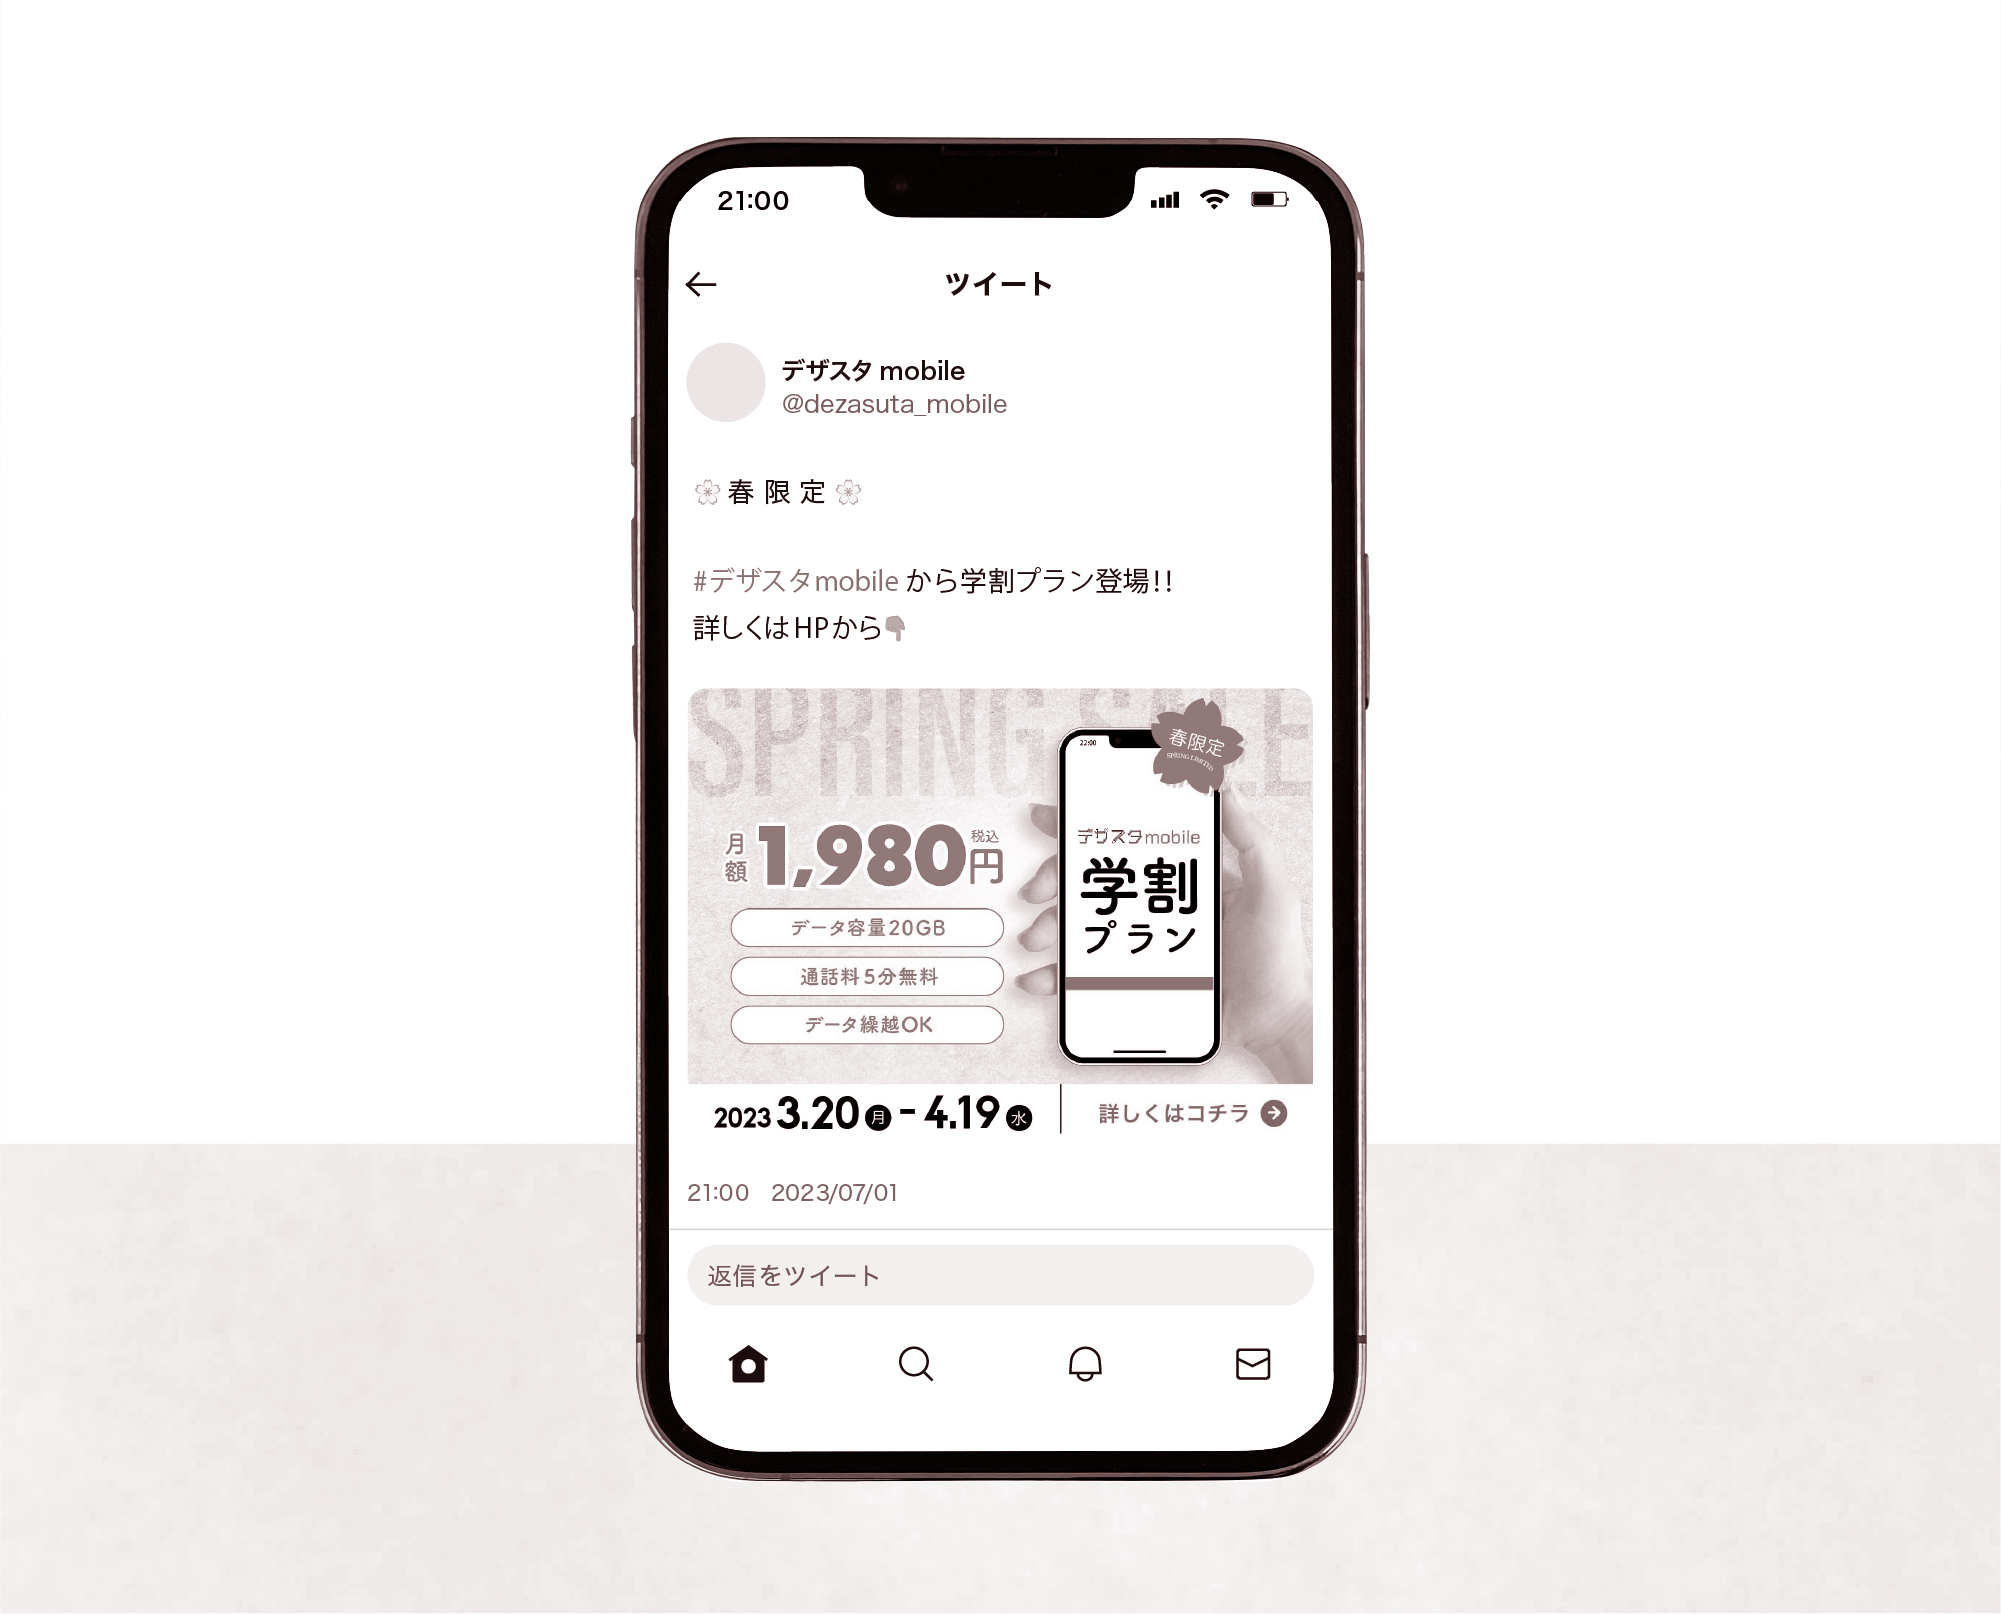 21:00
ツイート
デザスタ mobile
@dezasuta_mobile
🌸春限定🌸
#デザスタmobile から学割プラン登場!!
詳しくはHPから👇
SPRING SALE
春限定
SPRING LIMITED
22:00
月額1,980円税込
データ容量20GB
通話料5分無料
データ繰越OK
デザスタmobile
学割
プラン
2023 3.20 月 - 4.19 水
詳しくはコチラ
21:00 2023/07/01
返信をツイート